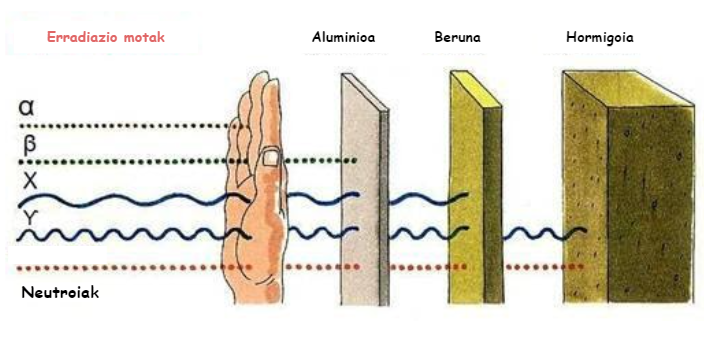 Erradiazio motak
Aluminioa
Beruna
Hormigoia
α
β
X
γ
Neutroiak